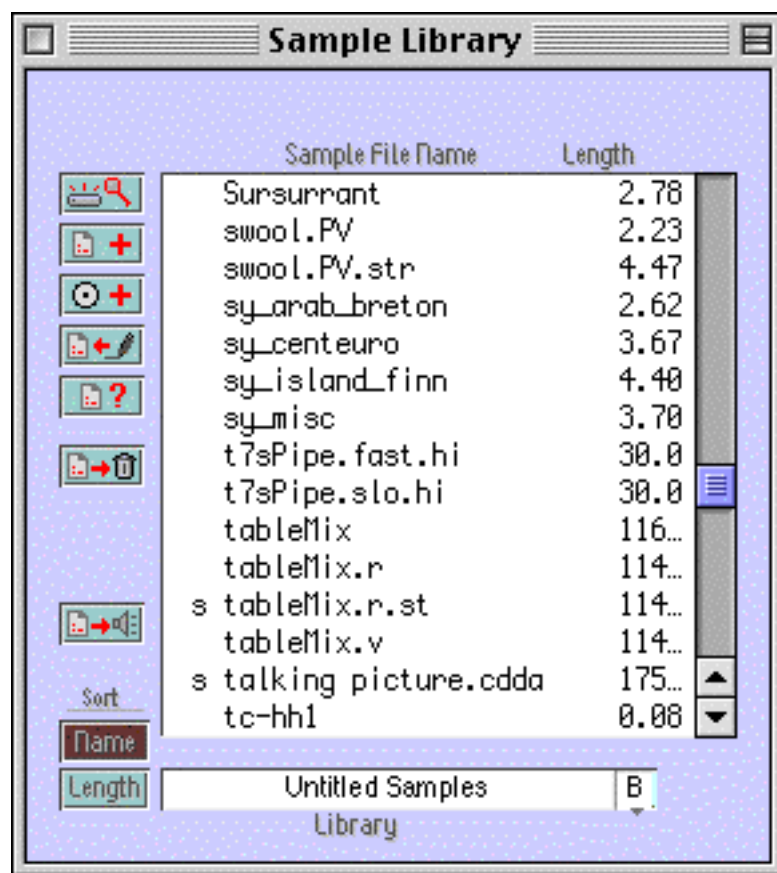 Sample Library
Sample File Name Length
Sursurrant 2.78
swool.PV 2.23
swool.PV.str 4.47
sy_arab_breton 2.62
sy_centeuro 3.67
sy_island_finn 4.40
sy_misc 3.70
t7sPipe.fast.hi 30.0
t7sPipe.slo.hi 30.0
tableMix 116…
tableMix.r 114…
s tableMix.r.st 114…
tableMix.v 114…
s talking picture.cdda 175…
tc-hh1 0.08
Sort
Name
Length
Untitled Samples B
Library